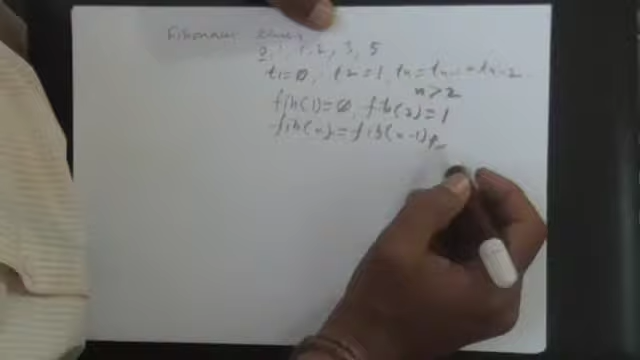 Fibonacci
0, 1, 1, 2, 3, 5
t1=0, t2=1, tn=tn-1+tn-2
n>2
fib(1)=0, fib(2)=1
fib(n)=fib(n-1)